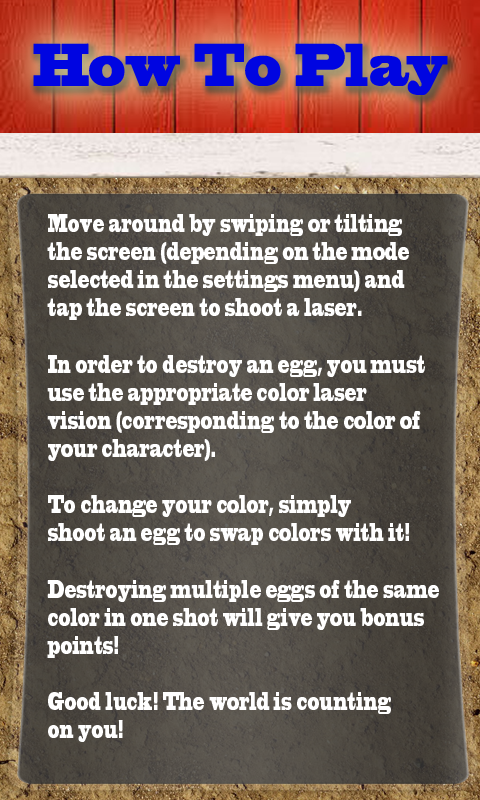 How To Play
Move around by swiping or tilting
the screen (depending on the mode
selected in the settings menu) and
tap the screen to shoot a laser.
In order to destroy an egg, you must
use the appropriate color laser
vision (corresponding to the color of
your character).
To change your color, simply
shoot an egg to swap colors with it!
Destroying multiple eggs of the same
color in one shot will give you bonus
points!
Good luck! The world is counting
on you!